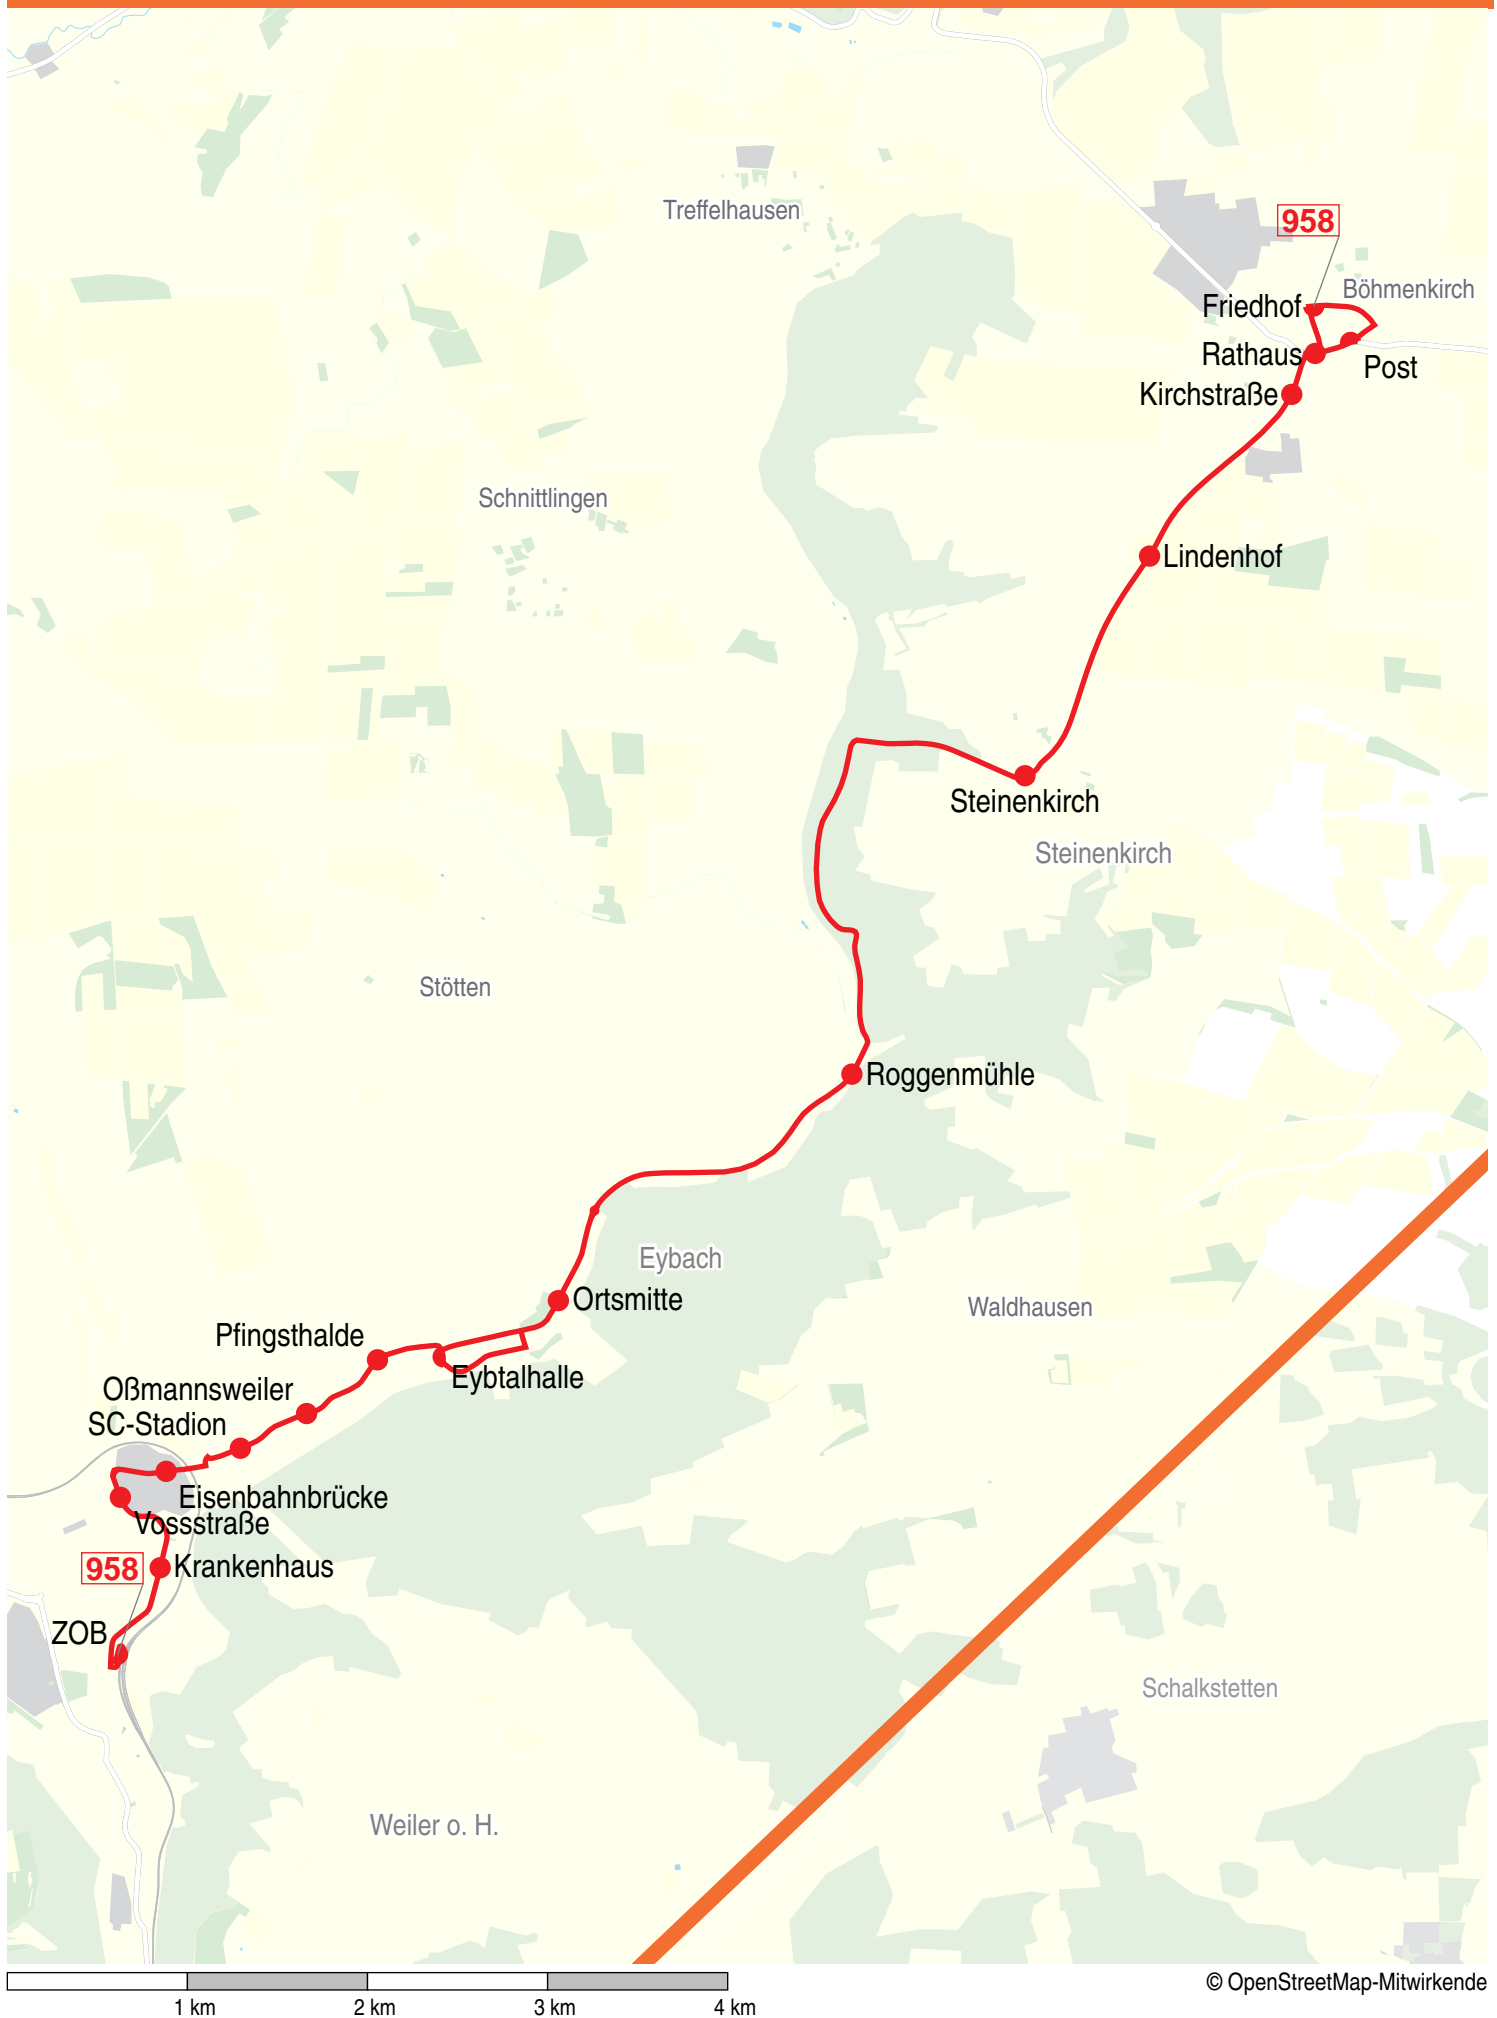 Treffelhausen
958
Böhmenkirch
Friedhof
Rathaus
Post
Kirchstraße
Schnittlingen
Lindenhof
Steinenkirch
Steinenkirch
Stötten
Roggenmühle
Eybach
Ortsmitte
Waldhausen
Pfingsthalde
Eybtalhalle
Oßmannsweiler
SC-Stadion
Eisenbahnbrücke
Vossstraße
958
Krankenhaus
ZOB
Schalkstetten
Weiler o. H.
© OpenStreetMap-Mitwirkende
1 km
2 km
3 km
4 km